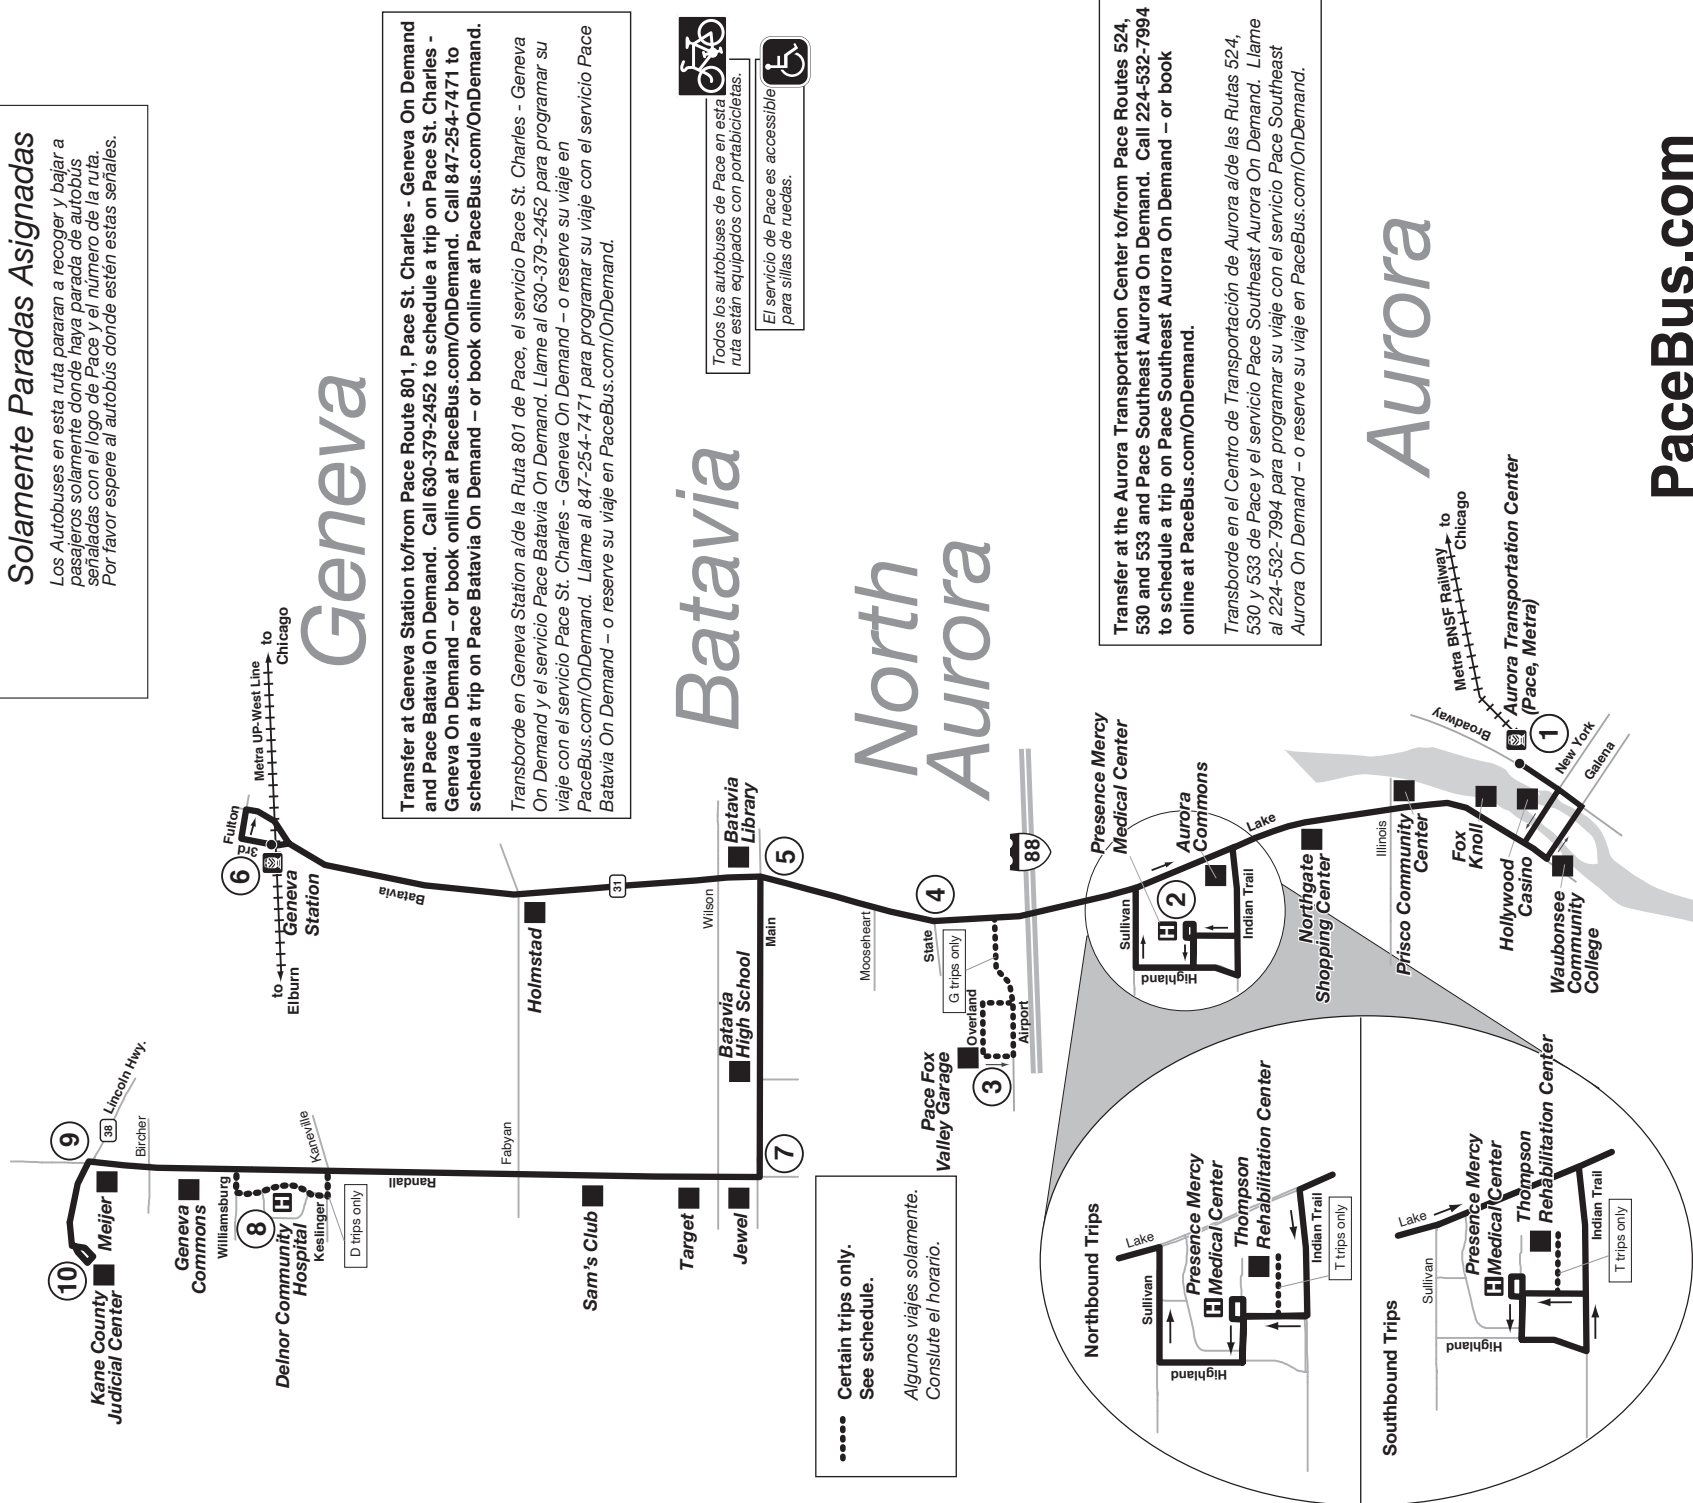 Solamente Paradas Asignadas
Los Autobuses en esta ruta pararan a recoger y bajar a
pasajeros solamente donde haya parada de autobús
señaladas con el logo de Pace y el número de la ruta.
Por favor espere al autobús donde estén estas señales.
Geneva
Transfer at Geneva Station to/from Pace Route 801, Pace St. Charles - Geneva On Demand
and Pace Batavia On Demand. Call 630-379-2452 to schedule a trip on Pace St. Charles -
Geneva On Demand – or book online at PaceBus.com/OnDemand. Call 847-254-7471 to
schedule a trip on Pace Batavia On Demand – or book online at PaceBus.com/OnDemand.
Transborde en Geneva Station a/de la Ruta 801 de Pace, el servicio Pace St. Charles - Geneva
On Demand y el servicio Pace Batavia On Demand. Llame al 630-379-2452 para programar su
viaje con el servicio Pace St. Charles - Geneva On Demand – o reserve su viaje en
PaceBus.com/OnDemand. Llame al 847-254-7471 para programar su viaje con el servicio Pace
Batavia On Demand – o reserve su viaje en PaceBus.com/OnDemand.
Batavia
Todos los autobuses de Pace en esta
ruta están equipados con portabicicletas.
El servicio de Pace es accessible
para sillas de ruedas.
North
Aurora
Transfer at the Aurora Transportation Center to/from Pace Routes 524,
530 and 533 and Pace Southeast Aurora On Demand. Call 224-532-7994
to schedule a trip on Pace Southeast Aurora On Demand – or book
online at PaceBus.com/OnDemand.
Transborde en el Centro de Transportación de Aurora a/de las Rutas 524,
530 y 533 de Pace y el servicio Pace Southeast Aurora On Demand. Llame
al 224-532-7994 para programar su viaje con el servicio Pace Southeast
Aurora On Demand – o reserve su viaje en PaceBus.com/OnDemand.
Aurora
PaceBus.com
10
Kane County
Judicial Center
Meijer
9
38
Lincoln Hwy.
Bircher
Geneva
Commons
Williamsburg
8
Delnor Community
Hospital
H
Keslinger
Kaneville
D trips only
Randall
Fabyan
Sam's Club
Target
Jewel
7
Fulton
3rd
6
Geneva
Station
Metra UP-West Line
to
Chicago
to
Elburn
Batavia
Holmstad
31
Wilson
Batavia
Library
5
Main
Batavia
High School
Mooseheart
State
4
G trips only
Overland
Airport
Pace Fox
Valley Garage
3
88
Presence Mercy
Medical Center
Sullivan
H
2
Highland
Indian Trail
Aurora
Commons
Lake
Northgate
Shopping Center
Illinois
Prisco Community
Center
Fox
Knoll
Hollywood
Casino
Waubonsee
Community
College
Galena
New York
1
Broadway
Aurora Transportation Center
(Pace, Metra)
Metra BNSF Railway
to
Chicago
Certain trips only.
See schedule.
Algunos viajes solamente.
Conslute el horario.
Northbound Trips
Lake
Sullivan
Highland
Presence Mercy
H
Medical Center
Thompson
Rehabilitation Center
Indian Trail
T trips only
Southbound Trips
Lake
Sullivan
Highland
Presence Mercy
H
Medical Center
Thompson
Rehabilitation Center
Indian Trail
T trips only